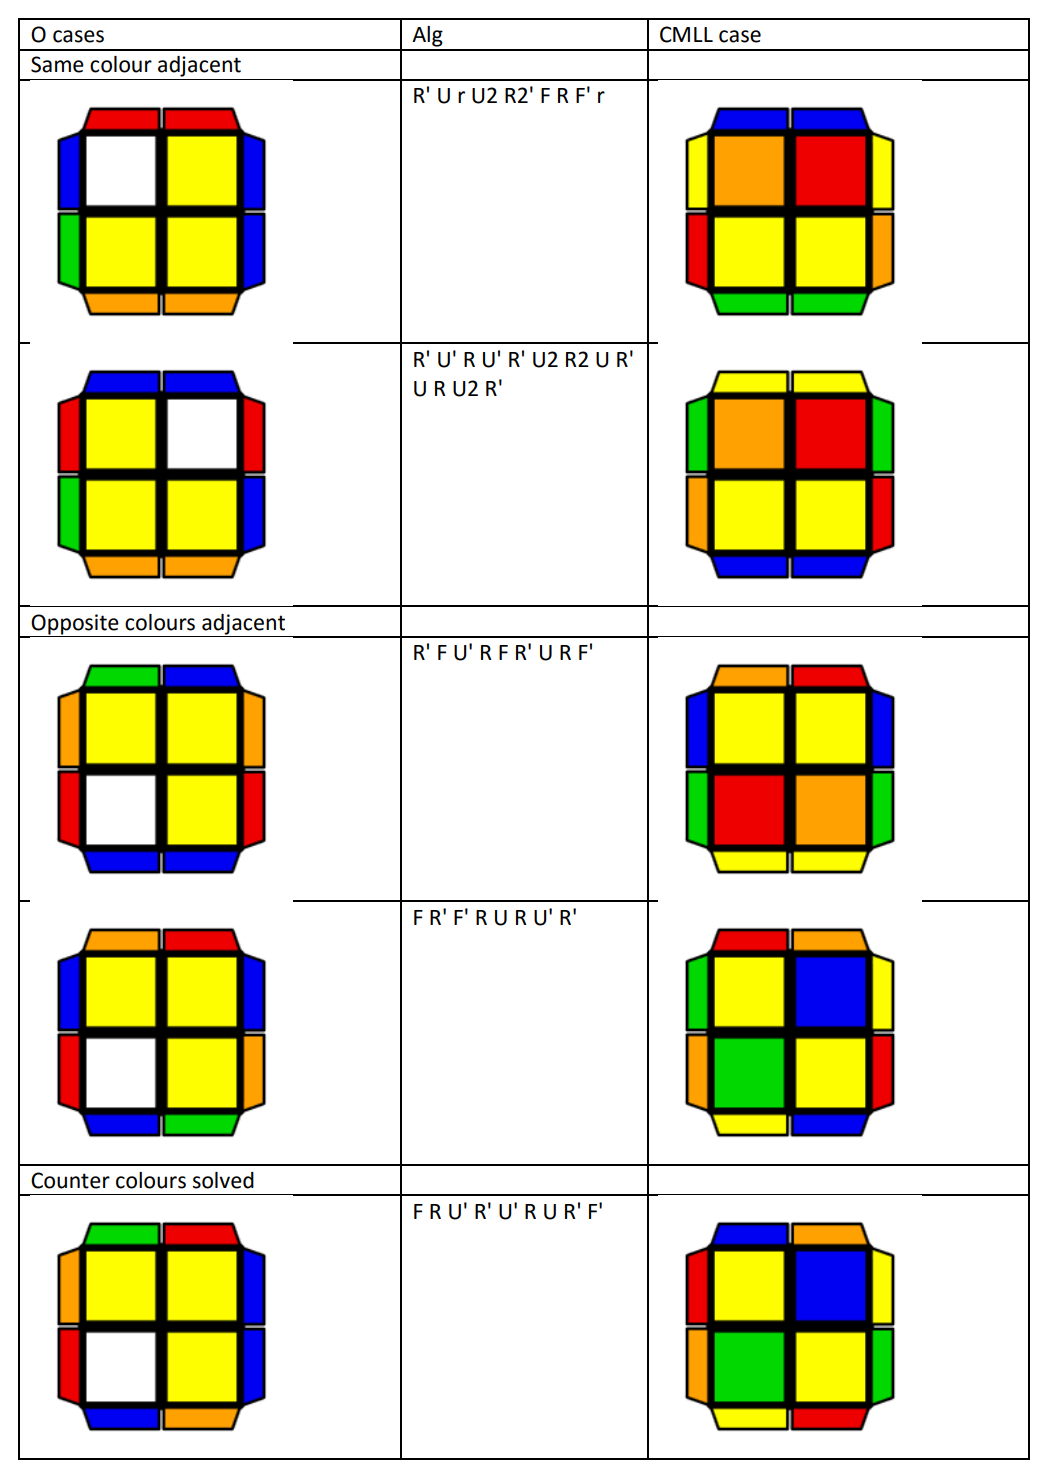 O cases Alg CMLL case
Same colour adjacent
R' U r U2 R2' F R F' r
R' U' R U' R' U2 R2 U R'
U R U2 R'
Opposite colours adjacent
R' F U' R F R' U R F'
F R' F' R U R U' R'
Counter colours solved
F R U' R' U' R U R' F'